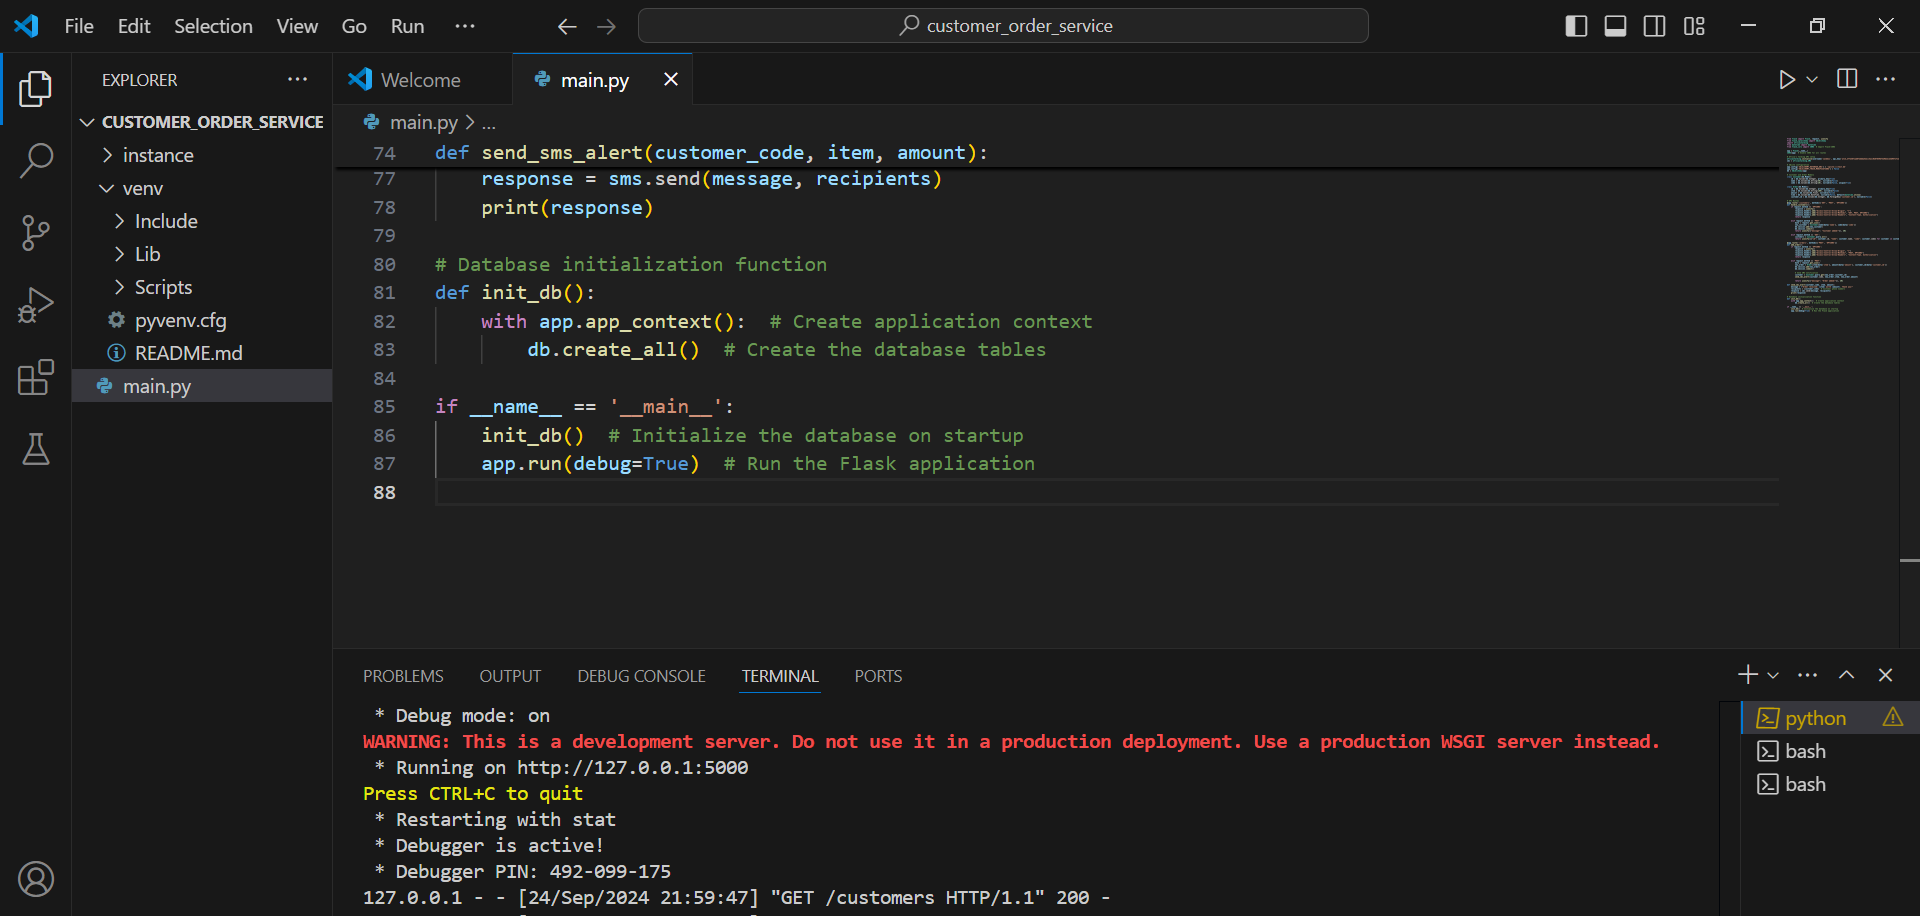 File Edit Selection View Go Run ...
customer_order_service
EXPLORER ...
CUSTOMER_ORDER_SERVICE
instance
venv
Include
Lib
Scripts
pyvenv.cfg
README.md
main.py
Welcome
main.py
main.py > ...
74 def send_sms_alert(customer_code, item, amount):
77 response = sms.send(message, recipients)
78 print(response)
79
80 # Database initialization function
81 def init_db():
82 with app.app_context():  # Create application context
83 db.create_all()  # Create the database tables
84
85 if __name__ == '__main__':
86 init_db()  # Initialize the database on startup
87 app.run(debug=True)  # Run the Flask application
88
PROBLEMS OUTPUT DEBUG CONSOLE TERMINAL PORTS
* Debug mode: on
WARNING: This is a development server. Do not use it in a production deployment. Use a production WSGI server instead.
* Running on http://127.0.0.1:5000
Press CTRL+C to quit
* Restarting with stat
* Debugger is active!
* Debugger PIN: 492-099-175
127.0.0.1 - - [24/Sep/2024 21:59:47] "GET /customers HTTP/1.1" 200 -
python
bash
bash